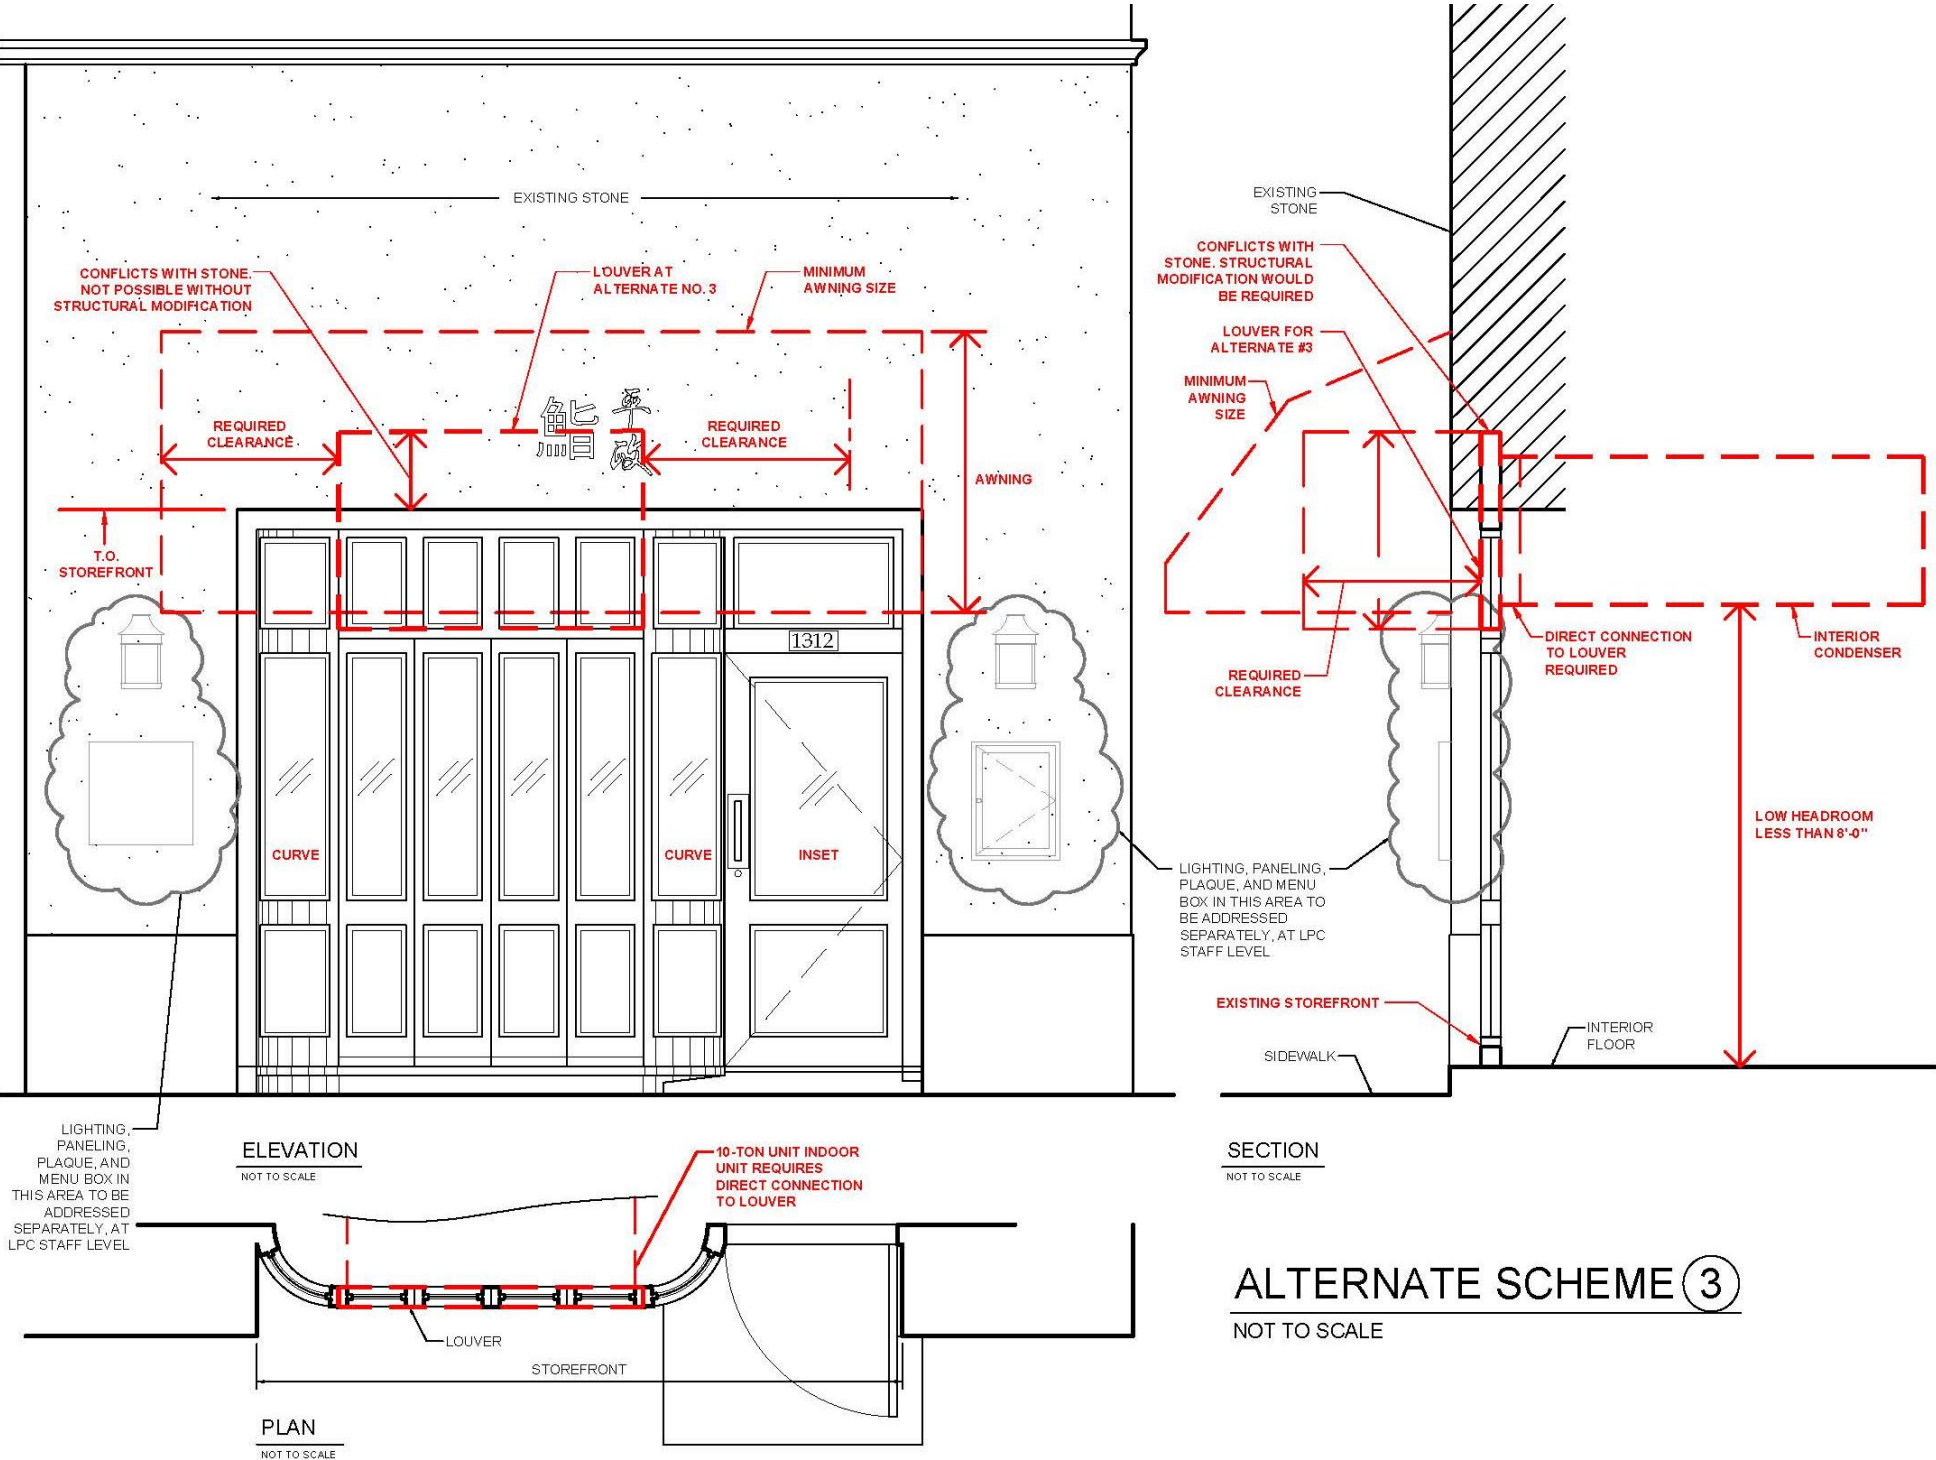 EXISTING STONE
CONFLICTS WITH STONE.
NOT POSSIBLE WITHOUT
STRUCTURAL MODIFICATION
LOUVER AT
ALTERNATE NO. 3
MINIMUM
AWNING SIZE
REQUIRED
CLEARANCE
鮨
平
政
REQUIRED
CLEARANCE
AWNING
T.O.
STOREFRONT
1312
CURVE
CURVE
INSET
LIGHTING,
PANELING,
PLAQUE, AND
MENU BOX IN
THIS AREA TO BE
ADDRESSED
SEPARATELY, AT
LPC STAFF LEVEL
ELEVATION
NOT TO SCALE
EXISTING
STONE
CONFLICTS WITH
STONE. STRUCTURAL
MODIFICATION WOULD
BE REQUIRED
LOUVER FOR
ALTERNATE #3
MINIMUM
AWNING
SIZE
REQUIRED
CLEARANCE
DIRECT CONNECTION
TO LOUVER
REQUIRED
INTERIOR
CONDENSER
LOW HEADROOM
LESS THAN 8'-0"
LIGHTING, PANELING,
PLAQUE, AND MENU
BOX IN THIS AREA TO
BE ADDRESSED
SEPARATELY, AT LPC
STAFF LEVEL
EXISTING STOREFRONT
SIDEWALK
INTERIOR
FLOOR
SECTION
NOT TO SCALE
10-TON UNIT INDOOR
UNIT REQUIRES
DIRECT CONNECTION
TO LOUVER
LOUVER
STOREFRONT
PLAN
NOT TO SCALE
ALTERNATE SCHEME 3
NOT TO SCALE